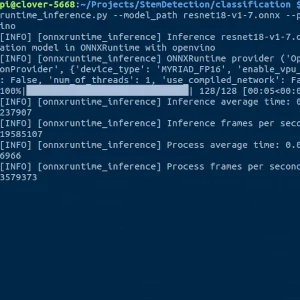 pi@clover-5668:~/Projects/StemDetection/classification $
runtime_inference.py --model_path resnet18-v1-7.onnx --p
ino
[INFO] [onnxruntime_inference] Inference resnet18-v1-7.o
ation model in ONNXRuntime with openvino
[INFO] [onnxruntime_inference] ONNXRuntime provider ('Op
onProvider', {'device_type': 'MYRIAD_FP16', 'enable_vpu_
: False, 'num_of_threads': 1, 'use_compiled_network': Fa
100%| | 128/128 [00:05<00:0
[INFO] [onnxruntime_inference] Inference average time: 0
237907
[INFO] [onnxruntime_inference] Inference frames per seco
19585107
[INFO] [onnxruntime_inference] Process average time: 0.0
6966
[INFO] [onnxruntime_inference] Process frames per second
3579373